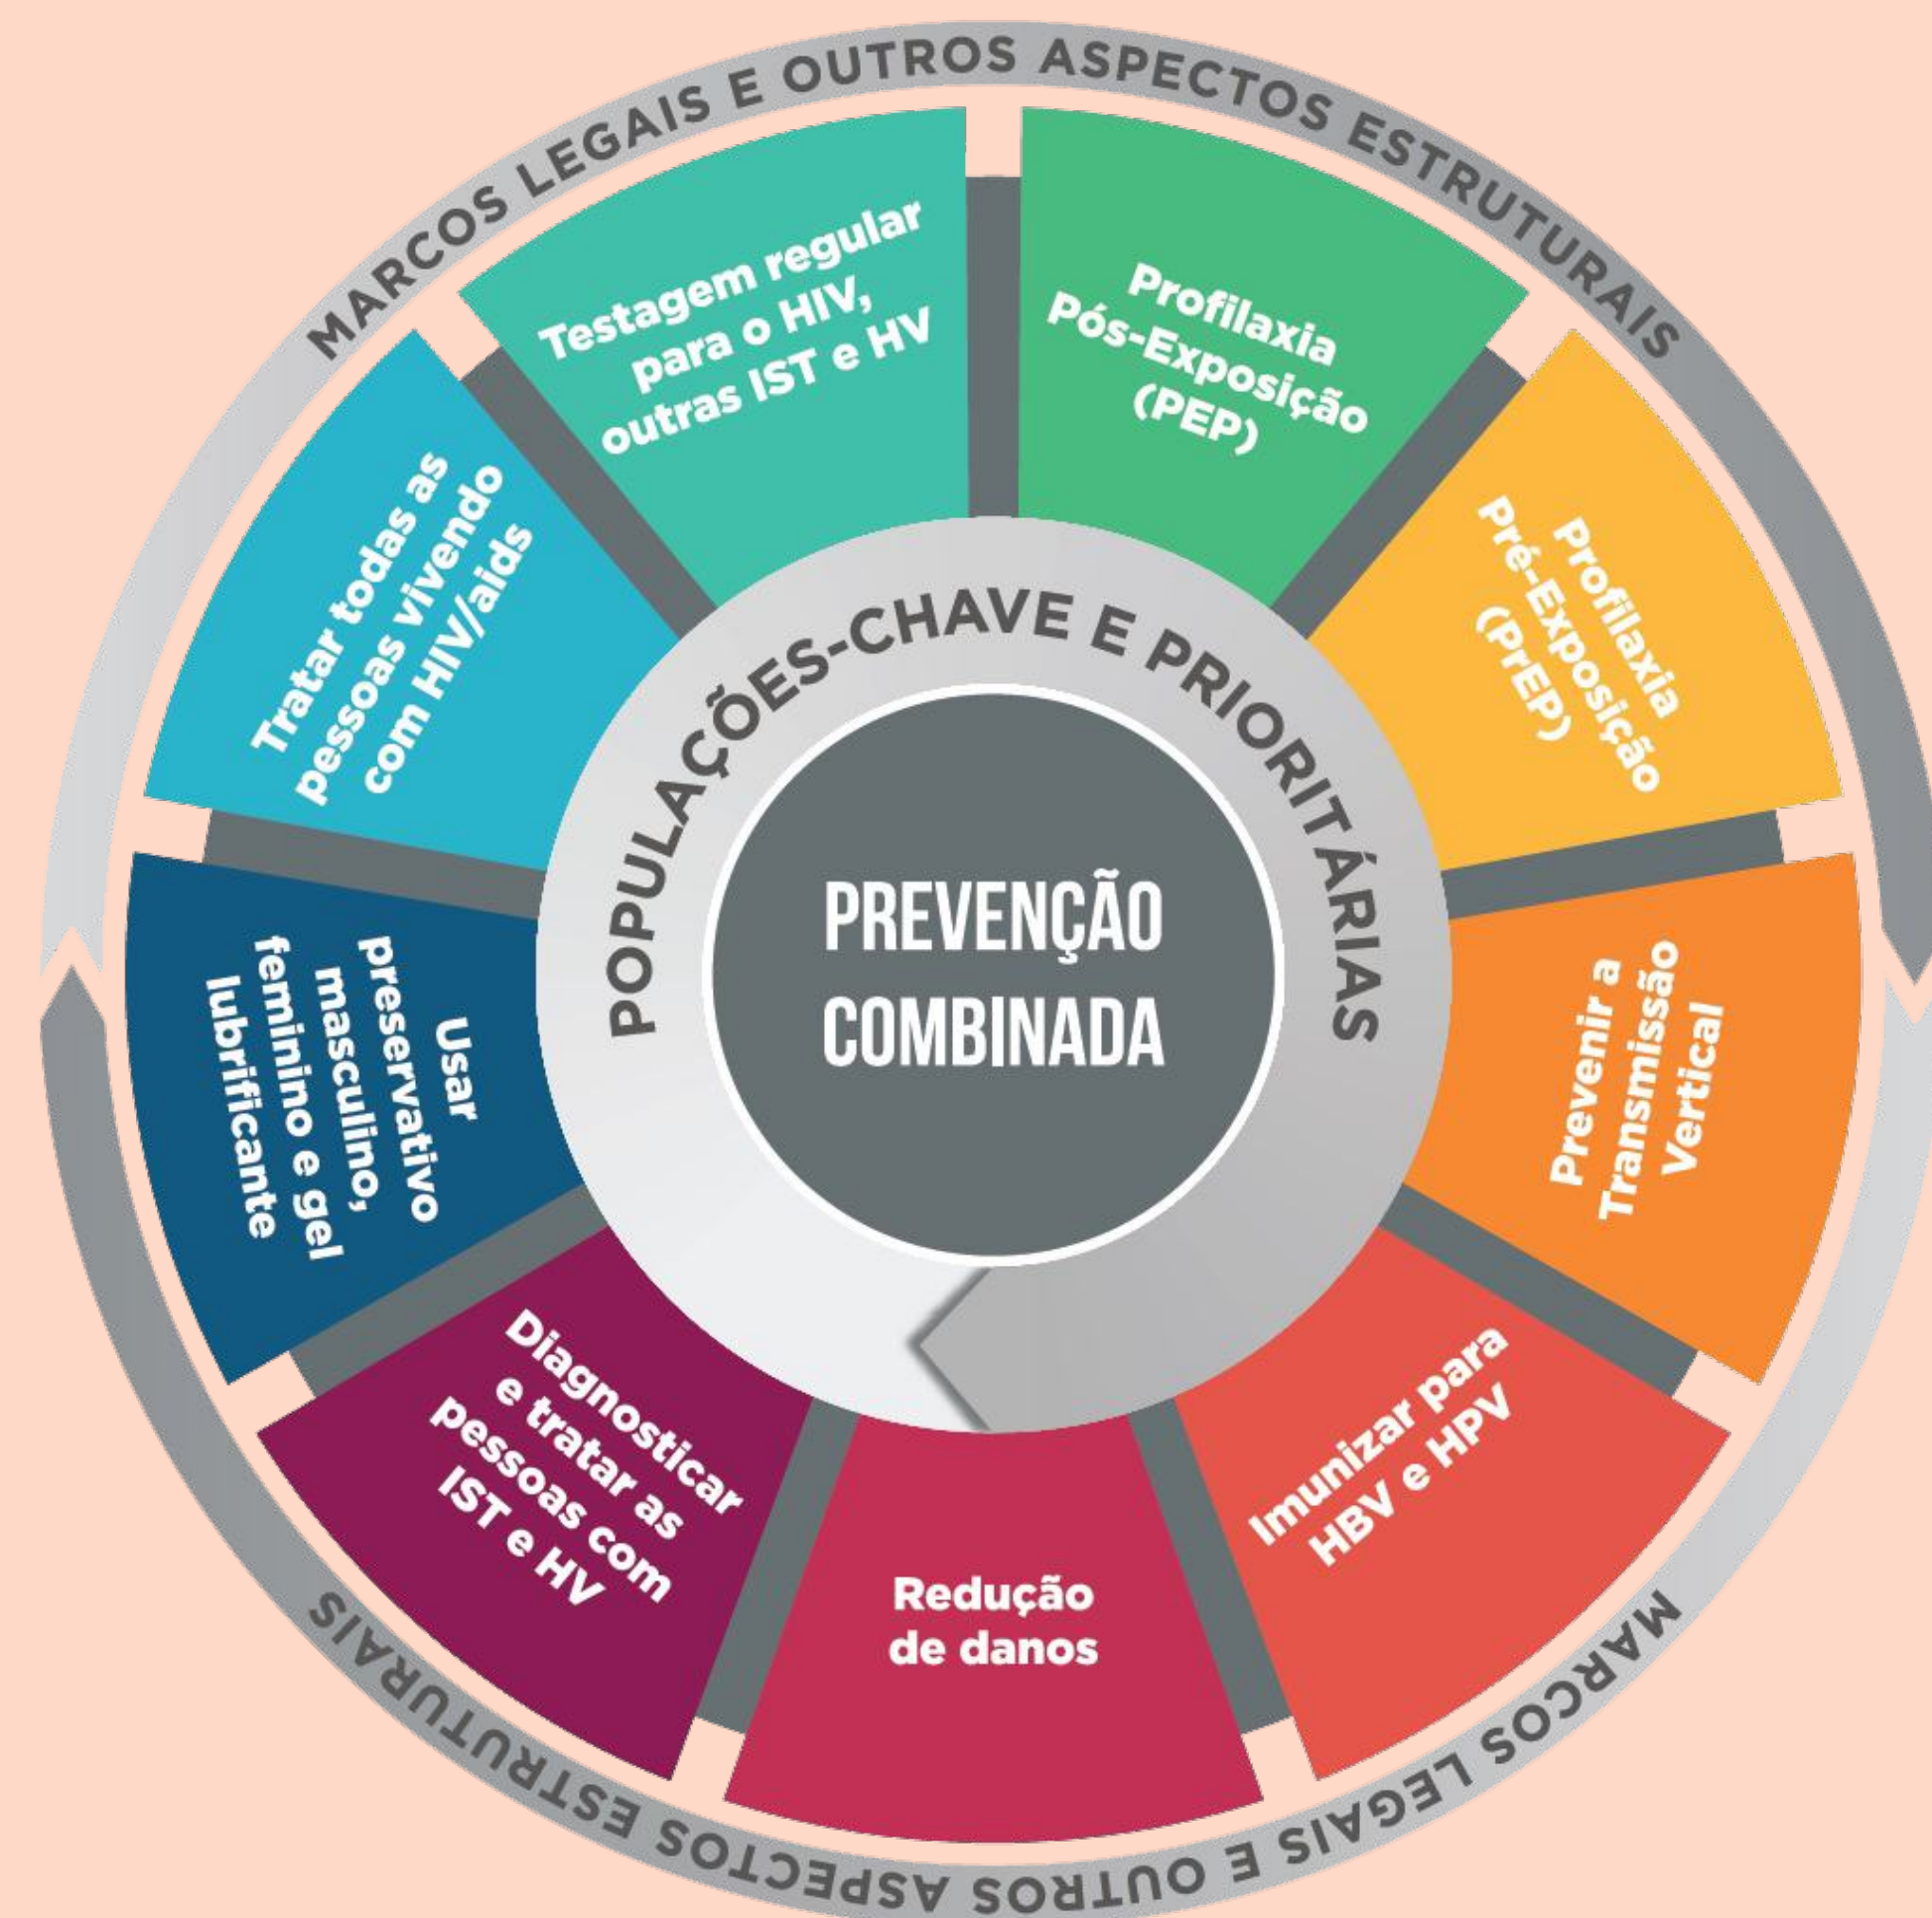 MARCOS LEGAIS E OUTROS ASPECTOS ESTRUTURAIS
Testagem regular
para o HIV,
outras IST e HV
Profilaxia
Pós-Exposição
(PEP)
Profilaxia
Pré-Exposição
(PrEP)
Prevenir a
Transmissão
Vertical
Imunizar para
HBV e HPV
Redução
de danos
Diagnosticar
e tratar as
pessoas com
IST e HV
Usar
preservativo
masculino,
feminino e gel
lubrificante
Tratar todas as
pessoas vivendo
com HIV/aids
POPULAÇÕES-CHAVE E PRIORITÁRIAS
PREVENÇÃO
COMBINADA
MARCOS LEGAIS E OUTROS ASPECTOS ESTRUTURAIS